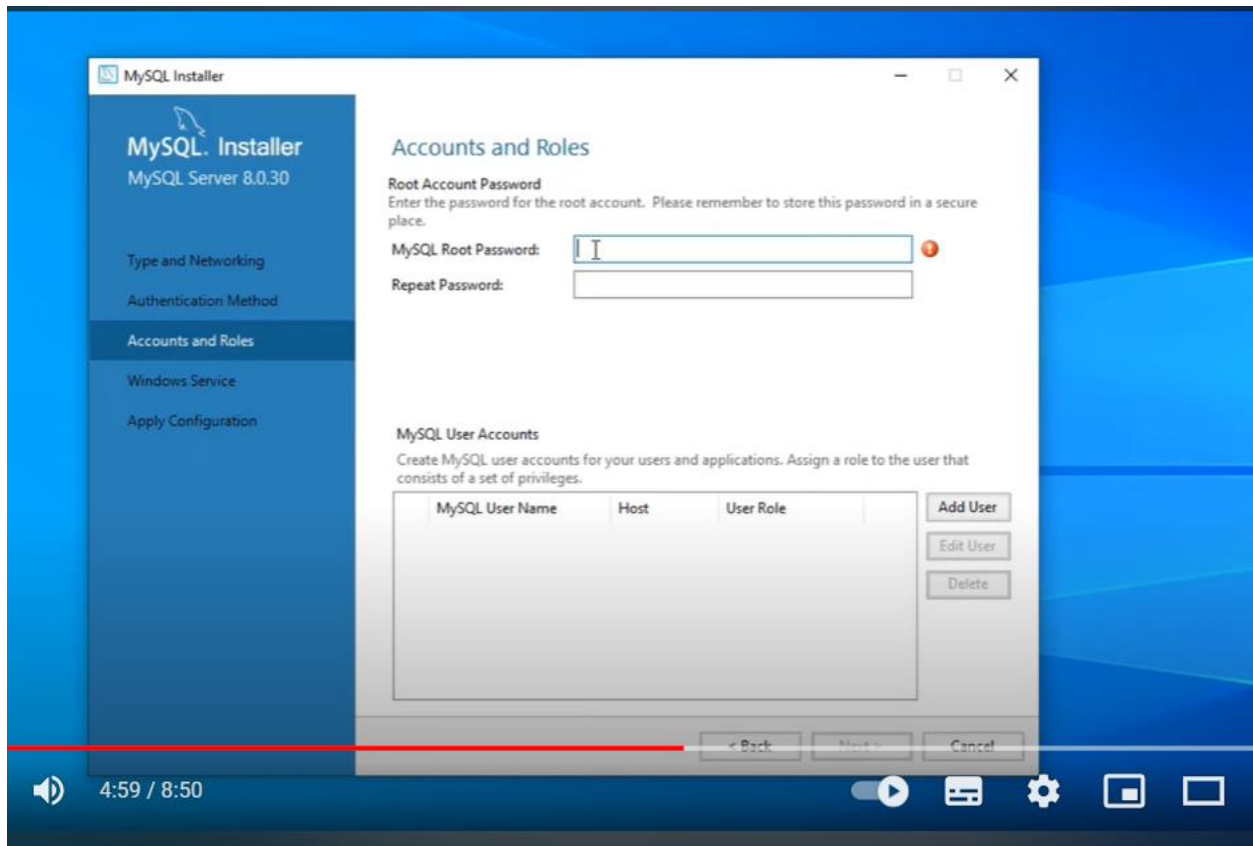 MySQL Installer
MySQL. Installer
MySQL Server 8.0.30
Type and Networking
Authentication Method
Accounts and Roles
Windows Service
Apply Configuration
Accounts and Roles
Root Account Password
Enter the password for the root account. Please remember to store this password in a secure
place.
MySQL Root Password:
Repeat Password:
MySQL User Accounts
Create MySQL user accounts for your users and applications. Assign a role to the user that
consists of a set of privileges.
MySQL User Name Host User Role
Add User
Edit User
Delete
< Back Next > Cancel
4:59 / 8:50